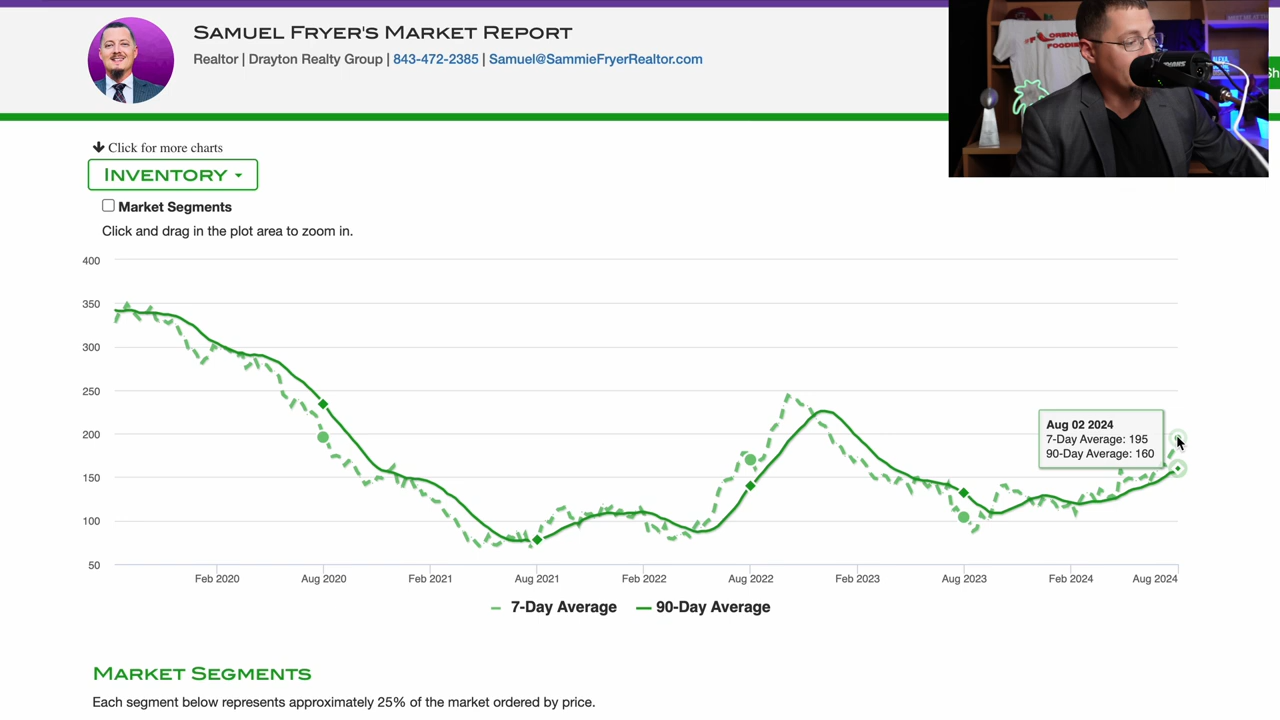 SAMUEL FRYER'S MARKET REPORT
Realtor | Drayton Realty Group | 843-472-2385 | Samuel@SammieFryerRealtor.com
Click for more charts
INVENTORY
Market Segments
Click and drag in the plot area to zoom in.
400
350
300
250
200
150
100
50
Aug 02 2024
7-Day Average: 195
90-Day Average: 160
Feb 2020
Aug 2020
Feb 2021
Aug 2021
Feb 2022
Aug 2022
Feb 2023
Aug 2023
Feb 2024
Aug 2024
7-Day Average
90-Day Average
MARKET SEGMENTS
Each segment below represents approximately 25% of the market ordered by price.